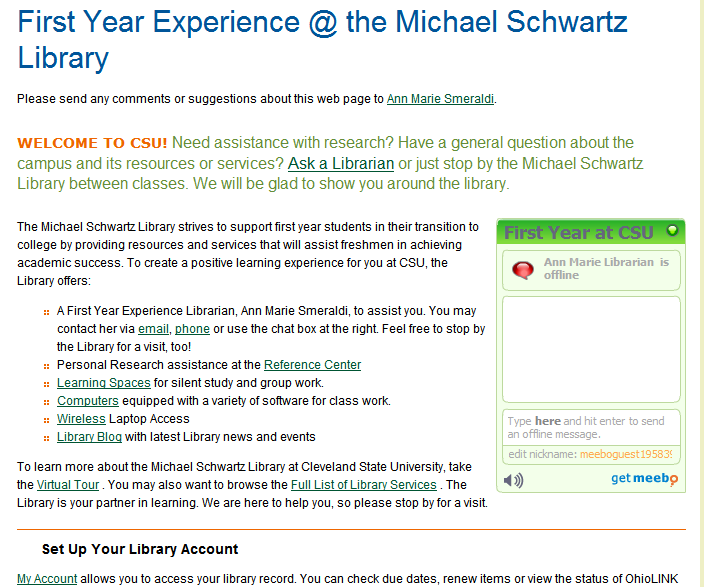 First Year Experience @ the Michael Schwartz
Library
Please send any comments or suggestions about this web page to Ann Marie Smeraldi.
WELCOME TO CSU! Need assistance with research? Have a general question about the
campus and its resources or services? Ask a Librarian or just stop by the Michael Schwartz
Library between classes. We will be glad to show you around the library.
The Michael Schwartz Library strives to support first year students in their transition to
college by providing resources and services that will assist freshmen in achieving
academic success. To create a positive learning experience for you at CSU, the
Library offers:
A First Year Experience Librarian, Ann Marie Smeraldi, to assist you. You may
contact her via email, phone or use the chat box at the right. Feel free to stop by
the Library for a visit, too!
Personal Research assistance at the Reference Center
Learning Spaces for silent study and group work.
Computers equipped with a variety of software for class work.
Wireless Laptop Access
Library Blog with latest Library news and events
To learn more about the Michael Schwartz Library at Cleveland State University, take
the Virtual Tour . You may also want to browse the Full List of Library Services . The
Library is your partner in learning. We are here to help you, so please stop by for a visit.
First Year at CSU
Ann Marie Librarian is
offline
Type here and hit enter to send
an offline message.
edit nickname: meeboguest195839
get meebo
Set Up Your Library Account
My Account allows you to access your library record. You can check due dates, renew items or view the status of OhioLINK